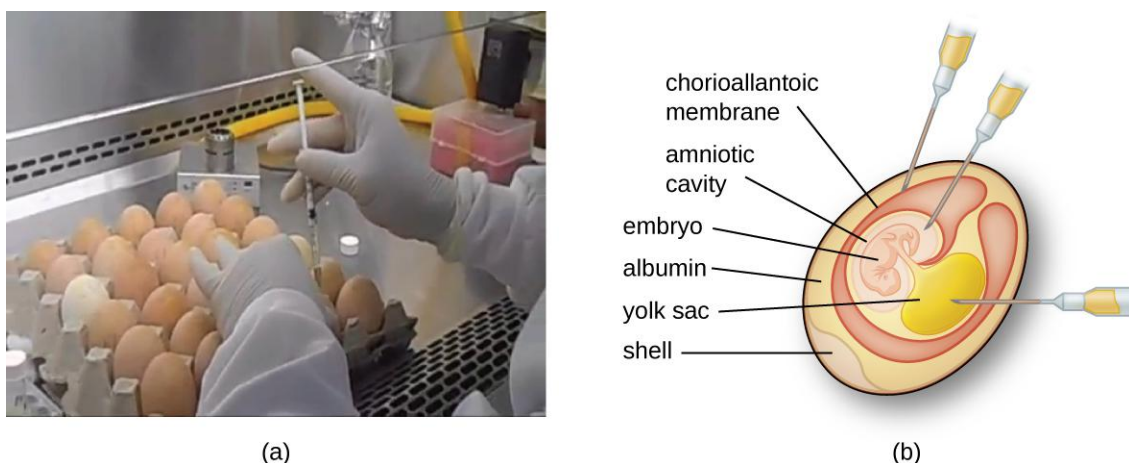 chorioallantoic
membrane
amniotic
cavity
embryo
albumin
yolk sac
shell
(a)
(b)